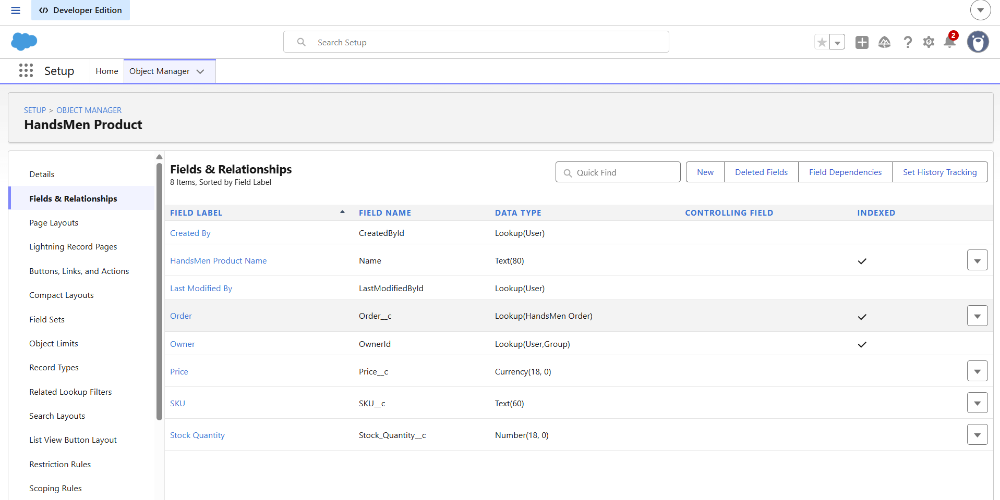 Developer Edition
Search Setup
2
Setup
Home
Object Manager
SETUP > OBJECT MANAGER
HandsMen Product
Details
Fields & Relationships
Page Layouts
Lightning Record Pages
Buttons, Links, and Actions
Compact Layouts
Field Sets
Object Limits
Record Types
Related Lookup Filters
Search Layouts
List View Button Layout
Restriction Rules
Scoping Rules
Fields & Relationships
8 Items, Sorted by Field Label
Quick Find
New
Deleted Fields
Field Dependencies
Set History Tracking
FIELD LABEL FIELD NAME DATA TYPE CONTROLLING FIELD INDEXED
Created By CreatedById Lookup(User)
HandsMen Product Name Name Text(80)
Last Modified By LastModifiedById Lookup(User)
Order Order__c Lookup(HandsMen Order)
Owner OwnerId Lookup(User,Group)
Price Price__c Currency(18, 0)
SKU SKU__c Text(60)
Stock Quantity Stock_Quantity__c Number(18, 0)